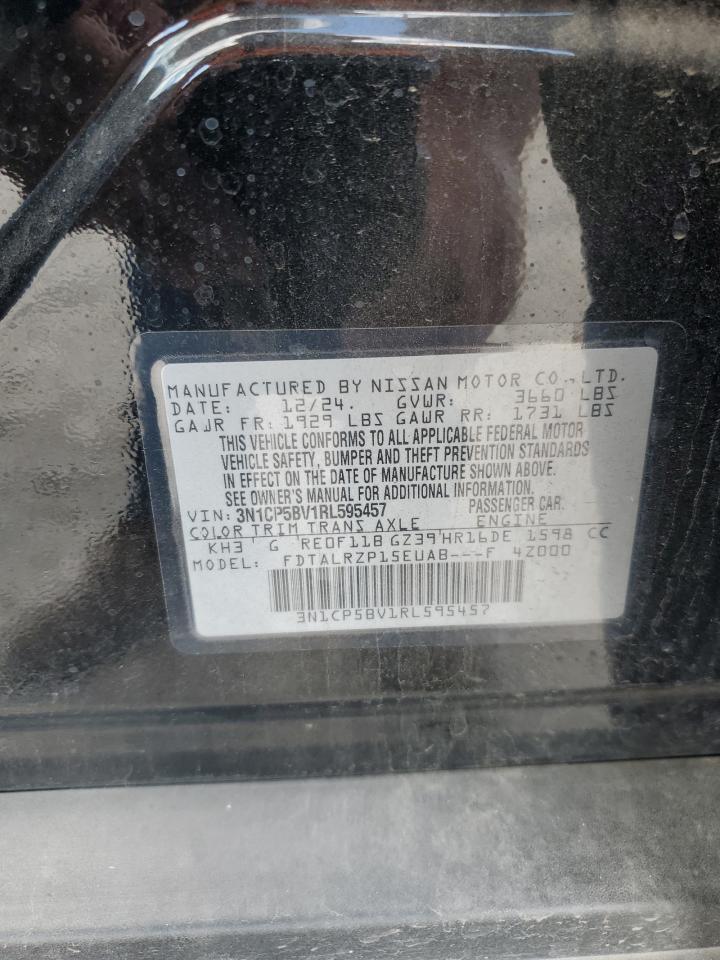 MANUFACTURED BY NISSAN MOTOR CO., LTD.
DATE: 12/24. GVWR: 3660 LBS
GAWR FR: 1929 LBS GAWR RR: 1731 LBS
THIS VEHICLE CONFORMS TO ALL APPLICABLE FEDERAL MOTOR
VEHICLE SAFETY, BUMPER AND THEFT PREVENTION STANDARDS
IN EFFECT ON THE DATE OF MANUFACTURE SHOWN ABOVE.
SEE OWNER'S MANUAL FOR ADDITIONAL INFORMATION.
VIN: 3N1CP5BV1RL595457 PASSENGER CAR.
COLOR TRIM TRANS AXLE ENGINE
KH3 G RE0F11B GZ39 HR16DE 1598 CC
MODEL: FDTALRZP15EUAB---F 4Z000
3N1CP5BV1RL595457